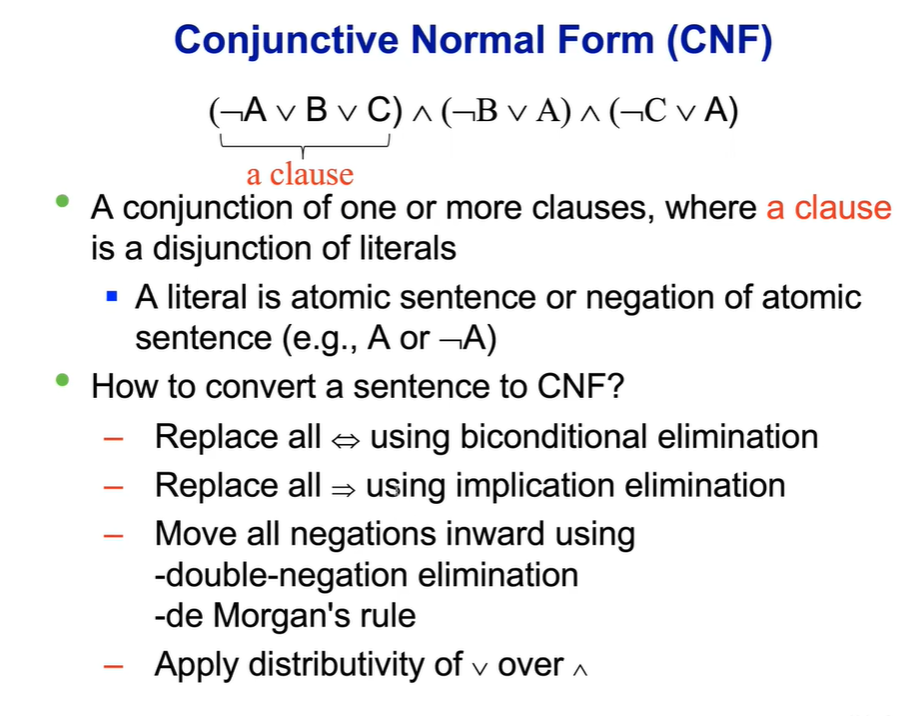 Conjunctive Normal Form (CNF)
(¬A ∨ B ∨ C) ∧ (¬B ∨ A) ∧ (¬C ∨ A)
a clause
• A conjunction of one or more clauses, where a clause
is a disjunction of literals
▪ A literal is atomic sentence or negation of atomic
sentence (e.g., A or ¬A)
• How to convert a sentence to CNF?
– Replace all ⇔ using biconditional elimination
– Replace all ⇒ using implication elimination
– Move all negations inward using
-double-negation elimination
-de Morgan's rule
– Apply distributivity of ∨ over ∧